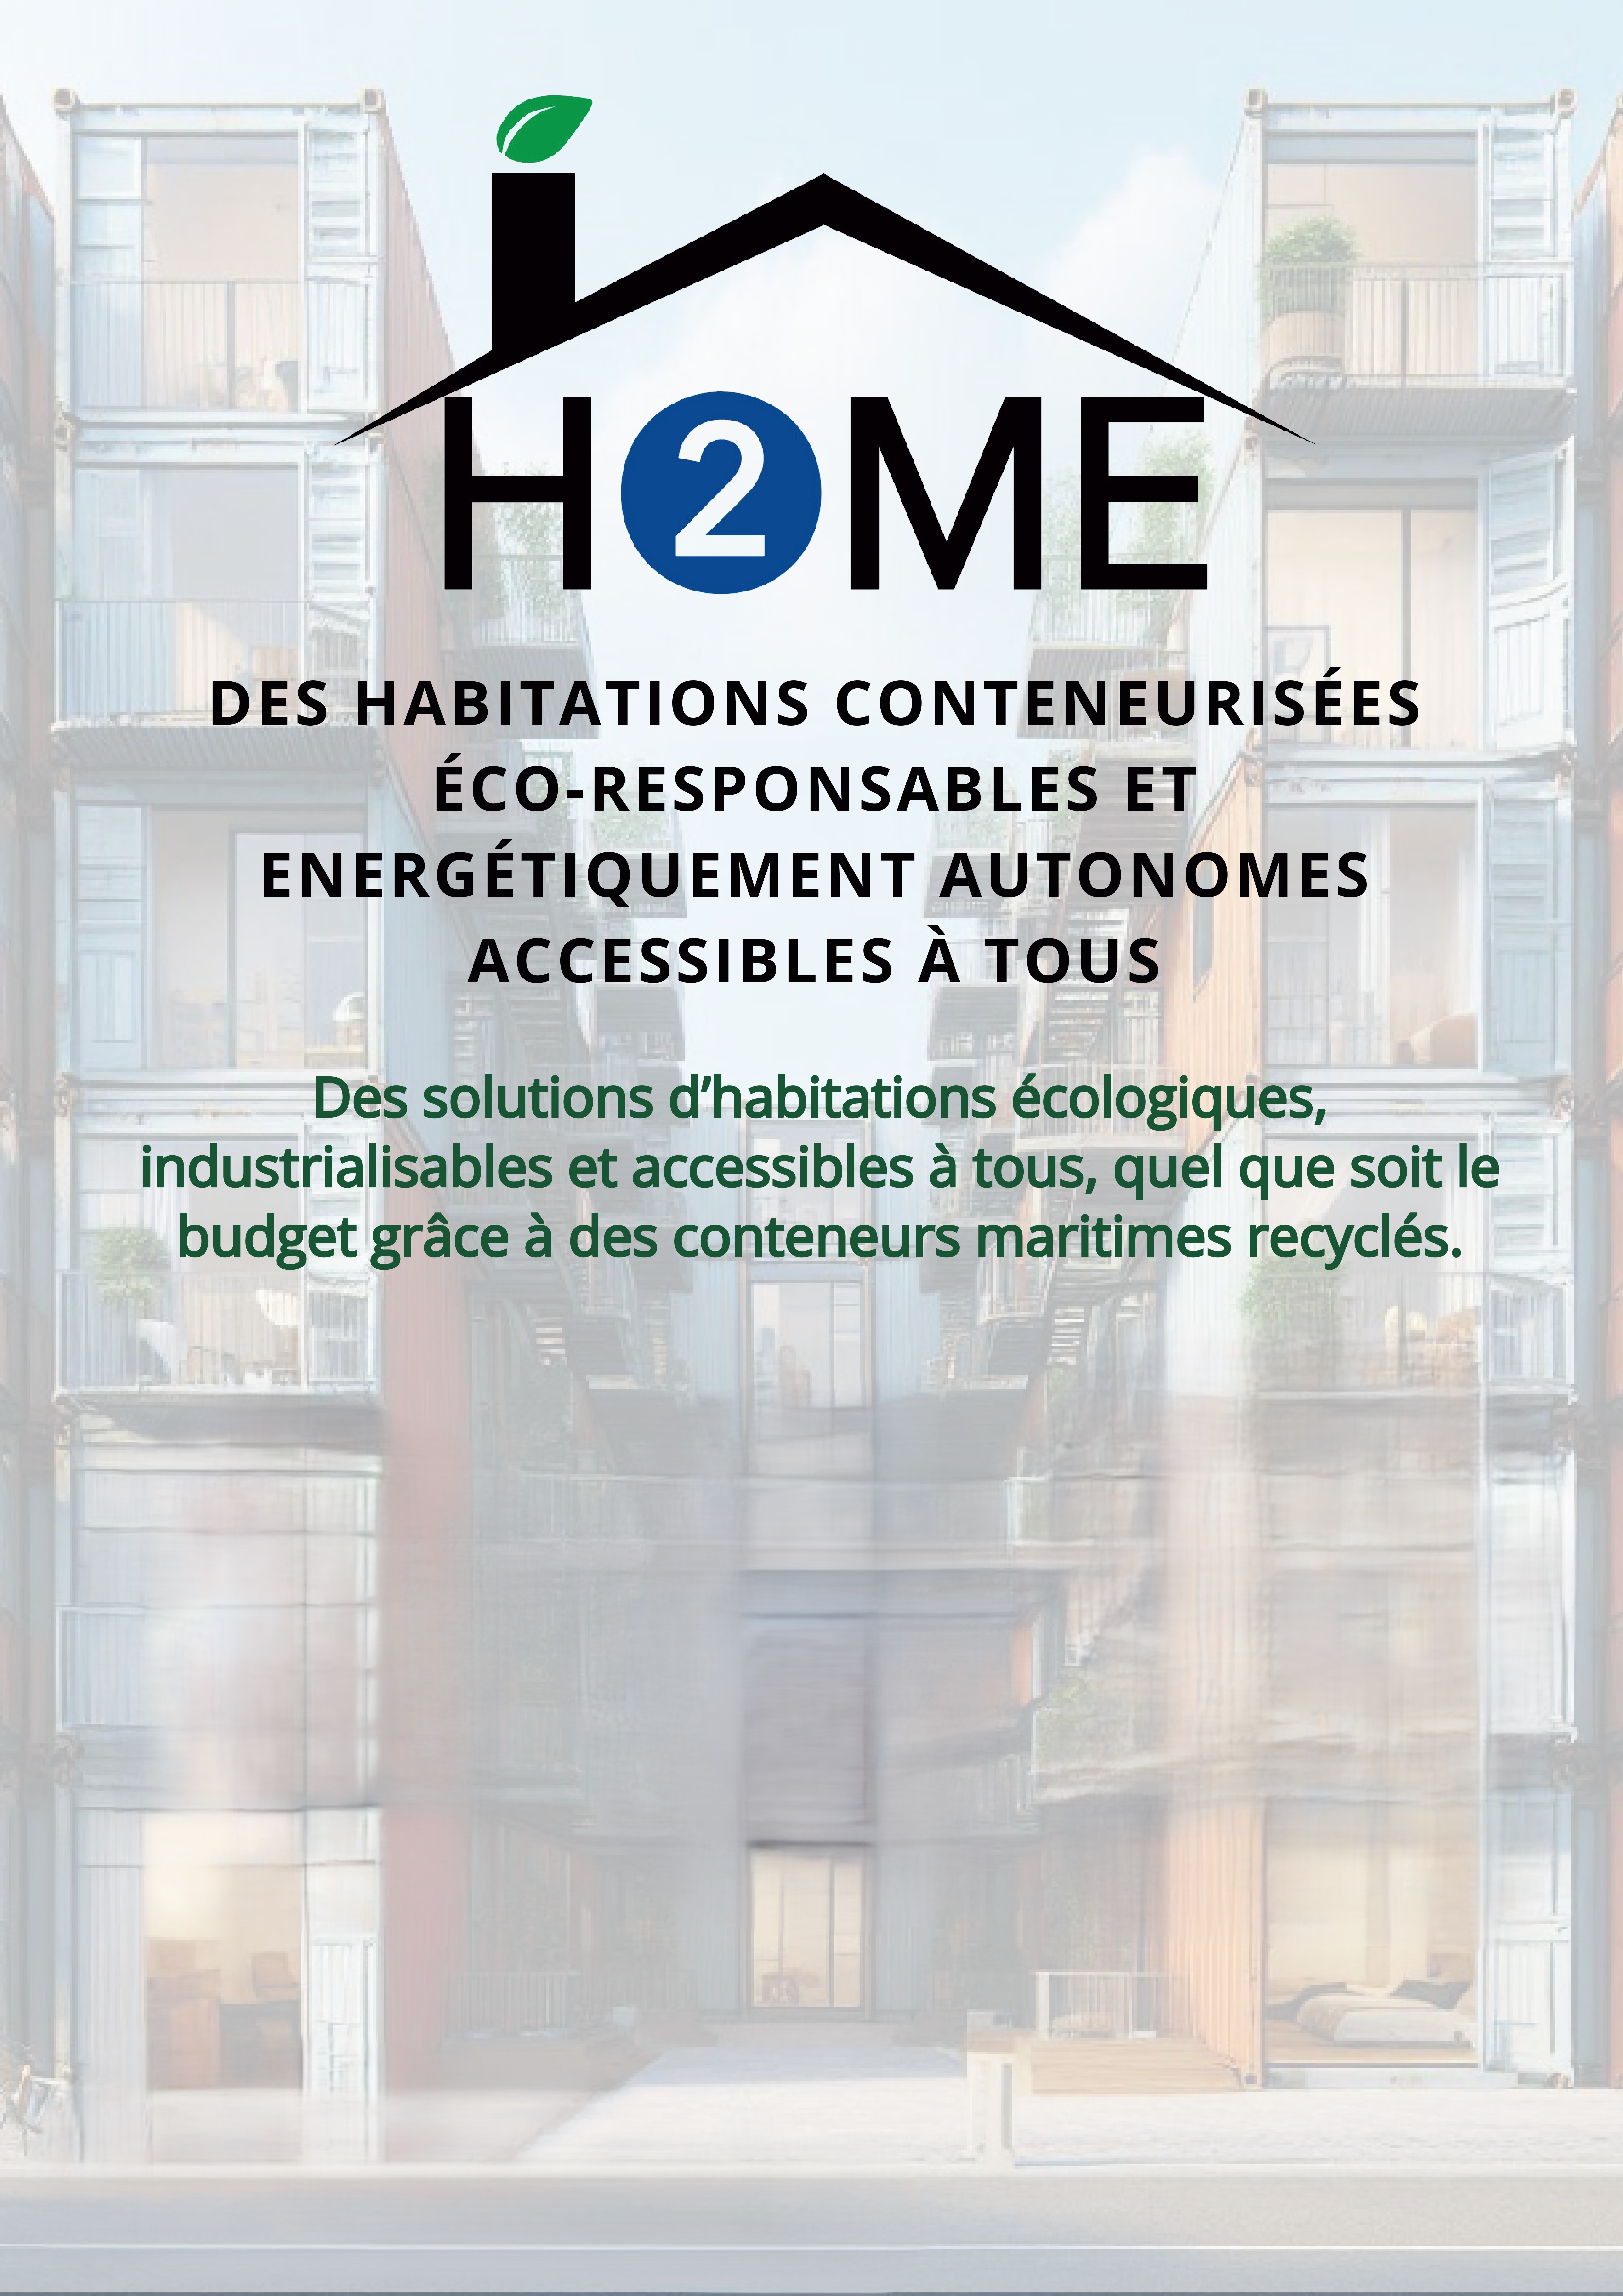 H2ME
DES HABITATIONS CONTENEURISÉES
ÉCO-RESPONSABLES ET
ENERGÉTIQUEMENT AUTONOMES
ACCESSIBLES À TOUS
Des solutions d’habitations écologiques,
industrialisables et accessibles à tous, quel que soit le
budget grâce à des conteneurs maritimes recyclés.